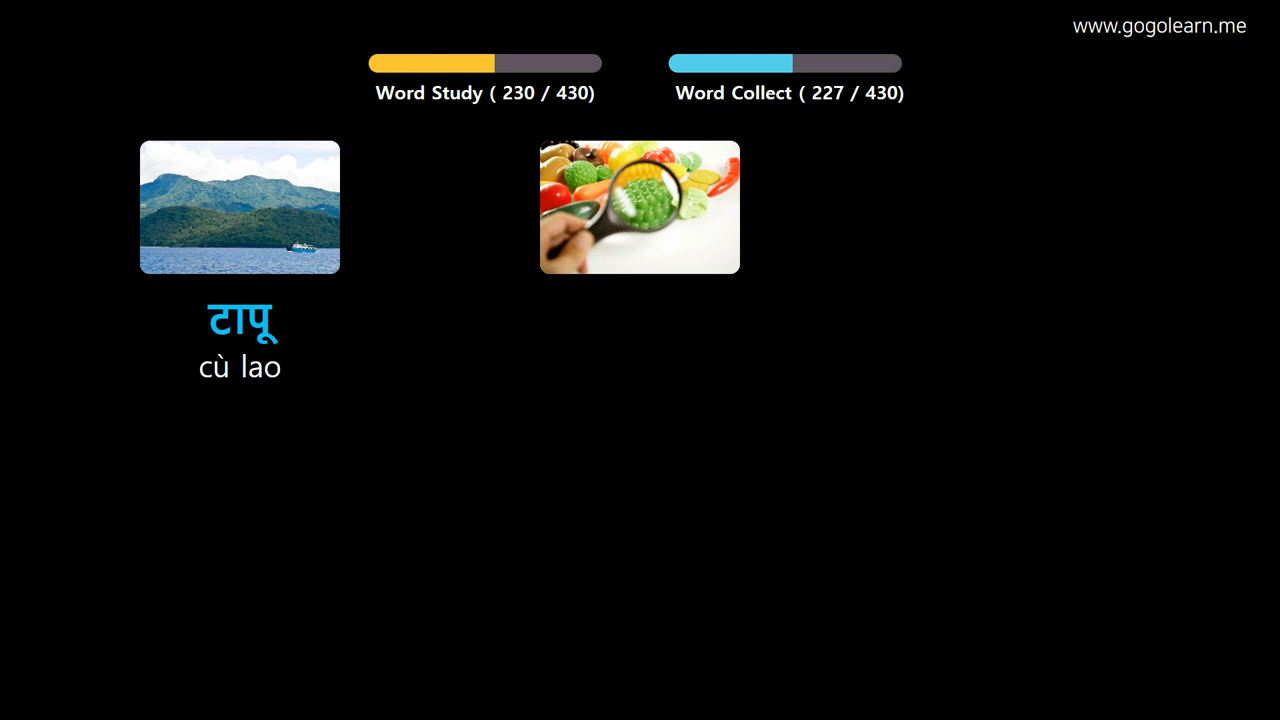 www.gogolearn.me
Word Study ( 230 / 430)
Word Collect ( 227 / 430)
टापू
cù lao